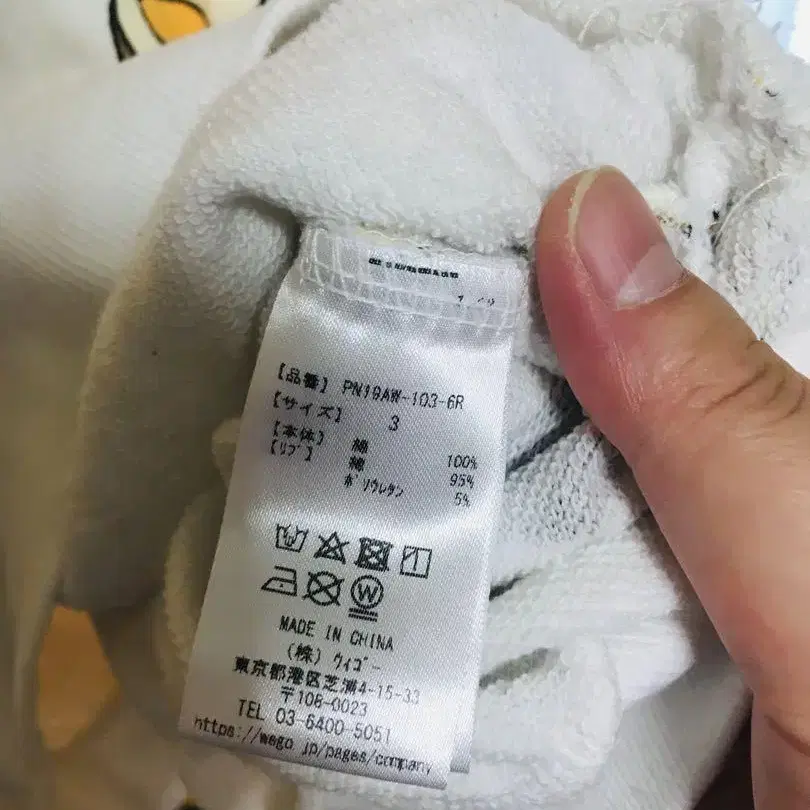 【品番】 PN19AW-103-6R
【サイズ】 3
【本体】 綿 100%
【リブ】 綿 95%
ポリウレタン 5%
MADE IN CHINA
(株)ウィゴー
東京都港区芝浦4-15-33
〒108-0023
TEL 03-6400-5051
https://wego.jp/pages/company